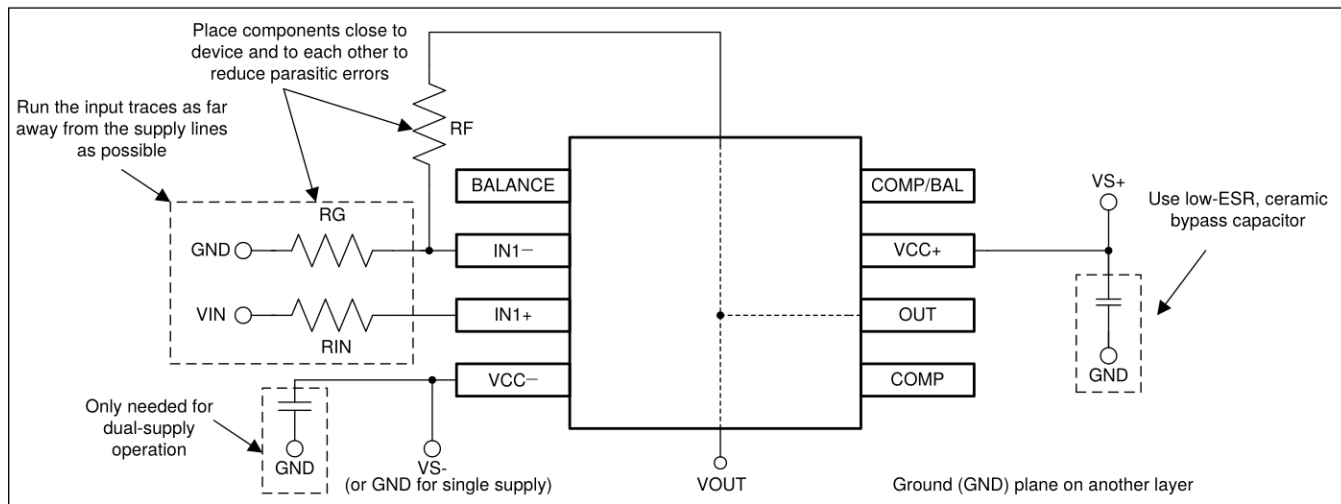 Place components close to
device and to each other to
reduce parasitic errors
Run the input traces as far
away from the supply lines
as possible
RF
BALANCE
COMP/BAL
VS+
Use low-ESR, ceramic
bypass capacitor
RG
GND
IN1−
VCC+
VIN
RIN
IN1+
OUT
VCC−
COMP
GND
Only needed for
dual-supply
operation
GND
VS-
(or GND for single supply)
VOUT
Ground (GND) plane on another layer